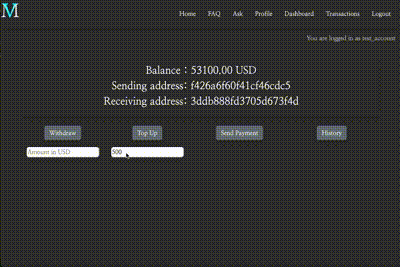 M
Home FAQ Ask Profile Dashboard Transactions Logout
You are logged in as test_account
Balance : 53100.00 USD
Sending address: f426a6f60f41cf46cdc5
Receiving address: 3ddb888fd3705d673f4d
Withdraw Top Up Send Payment History
Amount in USD 500